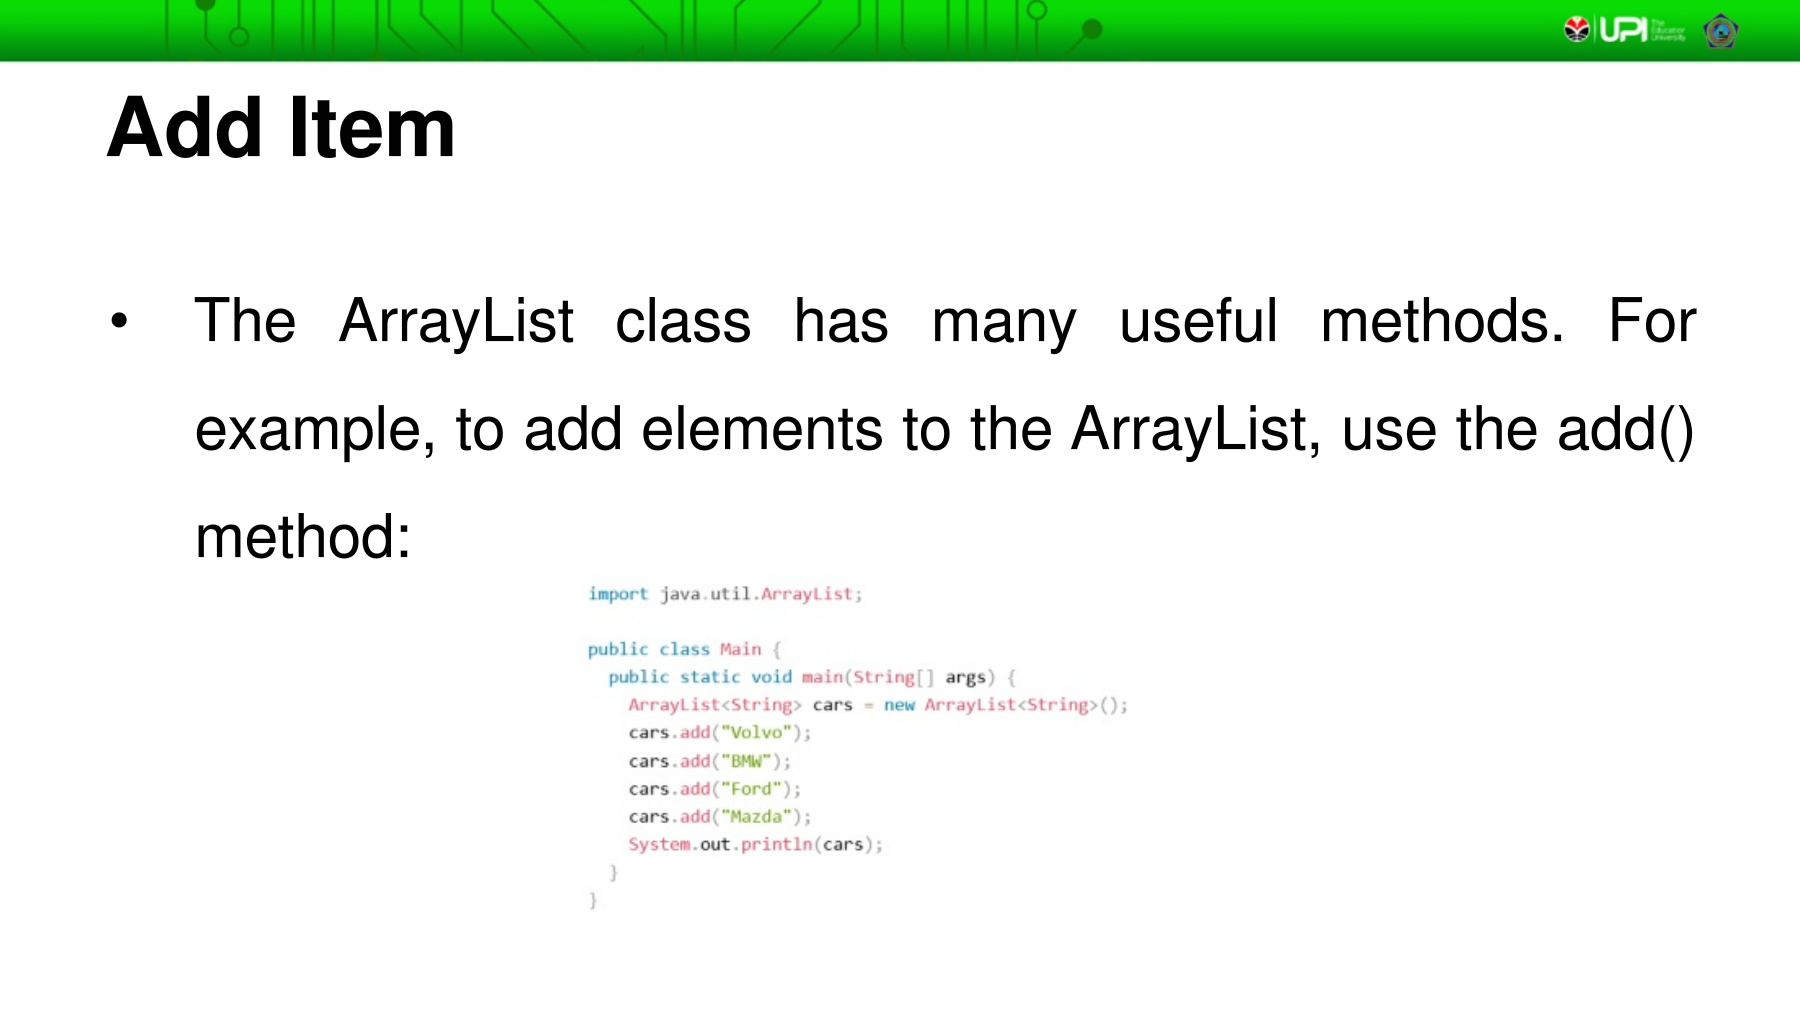 UPI
The
Education
University
Add Item
• The ArrayList class has many useful methods. For
example, to add elements to the ArrayList, use the add()
method:
import java.util.ArrayList;
public class Main {
  public static void main(String[] args) {
    ArrayList<String> cars = new ArrayList<String>();
    cars.add("Volvo");
    cars.add("BMW");
    cars.add("Ford");
    cars.add("Mazda");
    System.out.println(cars);
  }
}